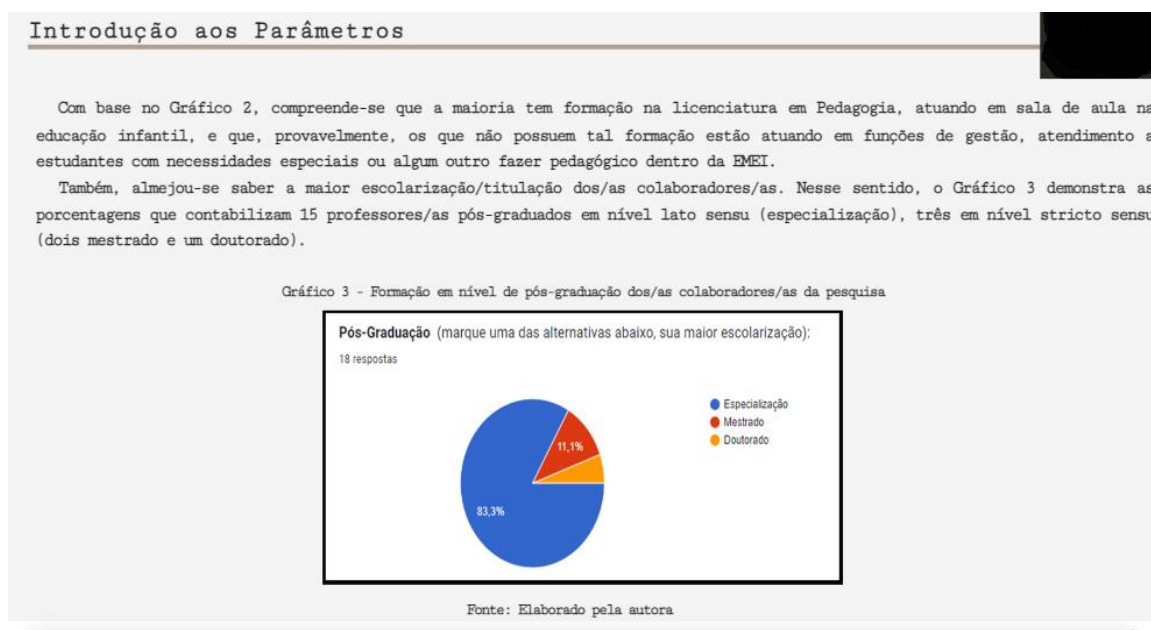 Introdução aos Parâmetros
Com base no Gráfico 2, compreende-se que a maioria tem formação na licenciatura em Pedagogia, atuando em sala de aula na
educação infantil, e que, provavelmente, os que não possuem tal formação estão atuando em funções de gestão, atendimento a
estudantes com necessidades especiais ou algum outro fazer pedagógico dentro da EMEI.
Também, almejou-se saber a maior escolarização/titulação dos/as colaboradores/as. Nesse sentido, o Gráfico 3 demonstra as
porcentagens que contabilizam 15 professores/as pós-graduados em nível lato sensu (especialização), três em nível stricto sensu
(dois mestrado e um doutorado).
Gráfico 3 - Formação em nível de pós-graduação dos/as colaboradores/as da pesquisa
Pós-Graduação (marque uma das alternativas abaixo, sua maior escolarização):
18 respostas
Especialização
Mestrado
Doutorado
11,1%
83,3%
Fonte: Elaborado pela autora